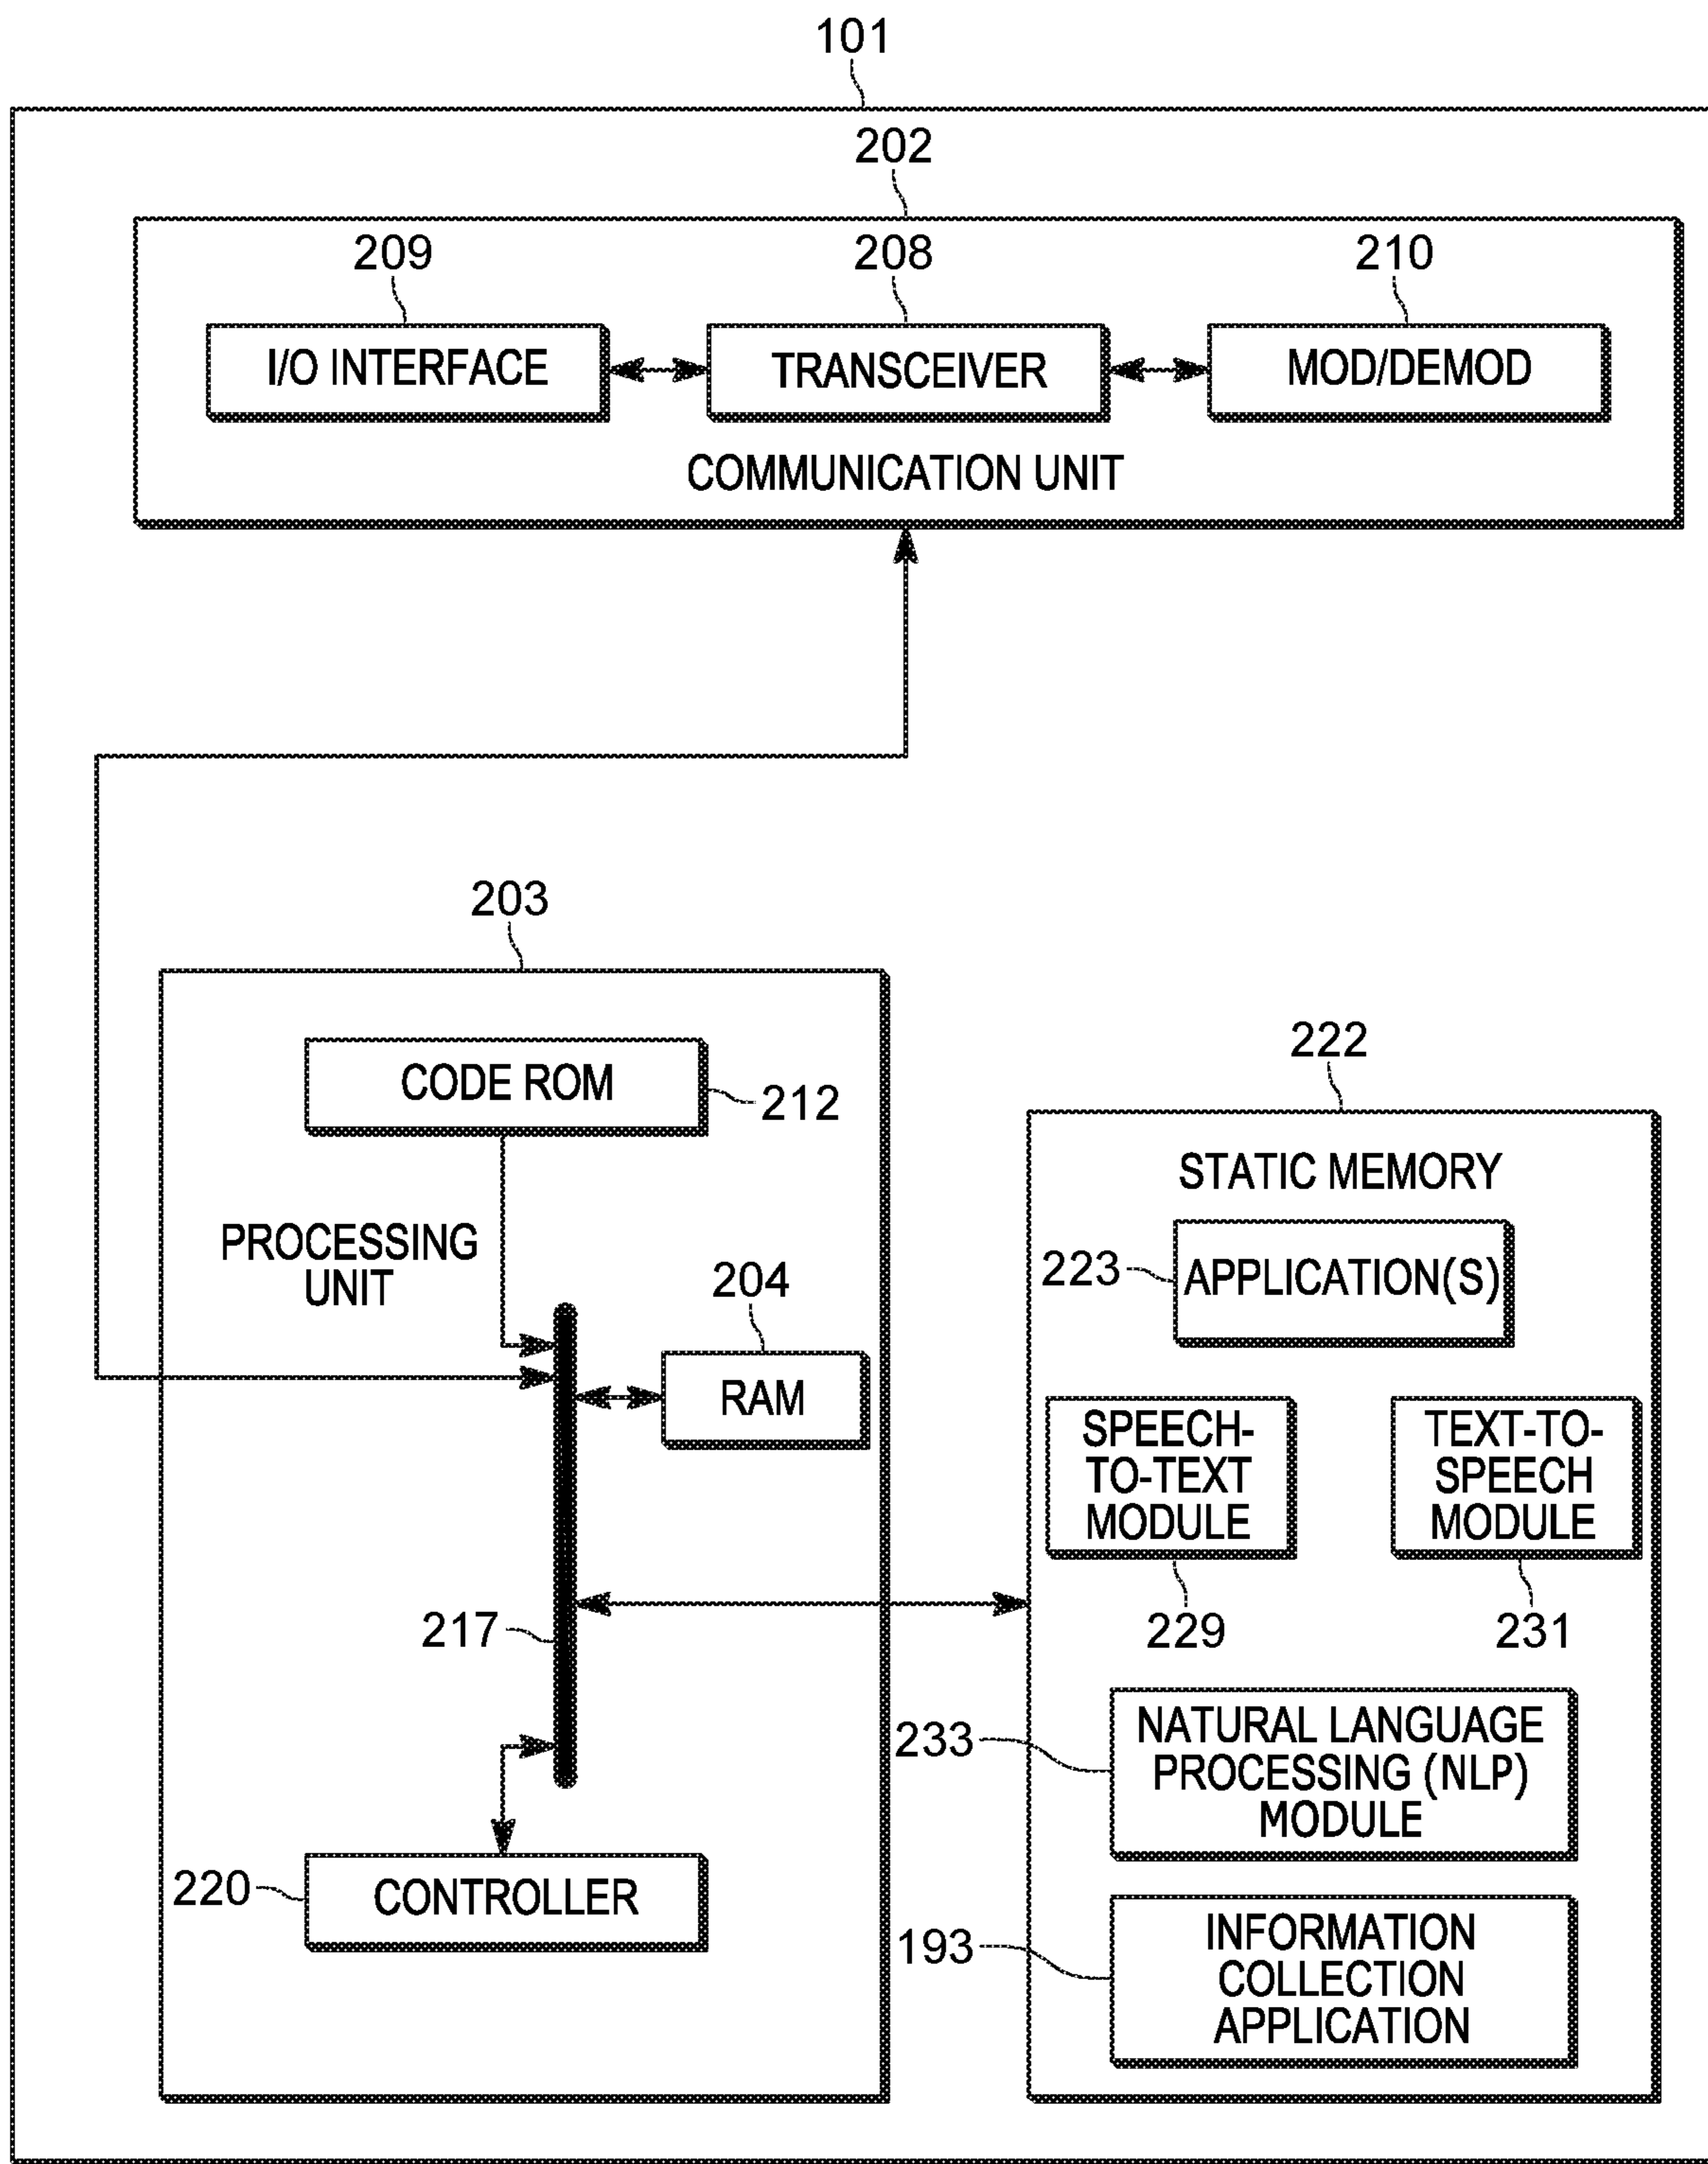 101
202
209
208
210
I/O INTERFACE
TRANSCEIVER
MOD/DEMOD
COMMUNICATION UNIT
203
CODE ROM
212
PROCESSING
UNIT
204
RAM
217
220
CONTROLLER
222
STATIC MEMORY
223
APPLICATION(S)
SPEECH-
TO-TEXT
MODULE
229
TEXT-TO-
SPEECH
MODULE
231
233
NATURAL LANGUAGE
PROCESSING (NLP)
MODULE
193
INFORMATION
COLLECTION
APPLICATION